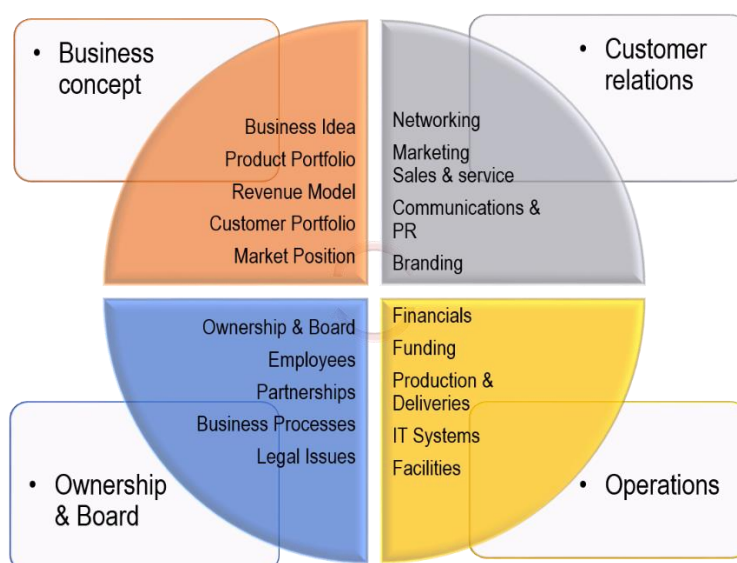 • Business
concept
Business Idea
Product Portfolio
Revenue Model
Customer Portfolio
Market Position
• Customer
relations
Networking
Marketing
Sales & service
Communications &
PR
Branding
Ownership & Board
Employees
Partnerships
Business Processes
Legal Issues
• Ownership
& Board
Financials
Funding
Production &
Deliveries
IT Systems
Facilities
• Operations